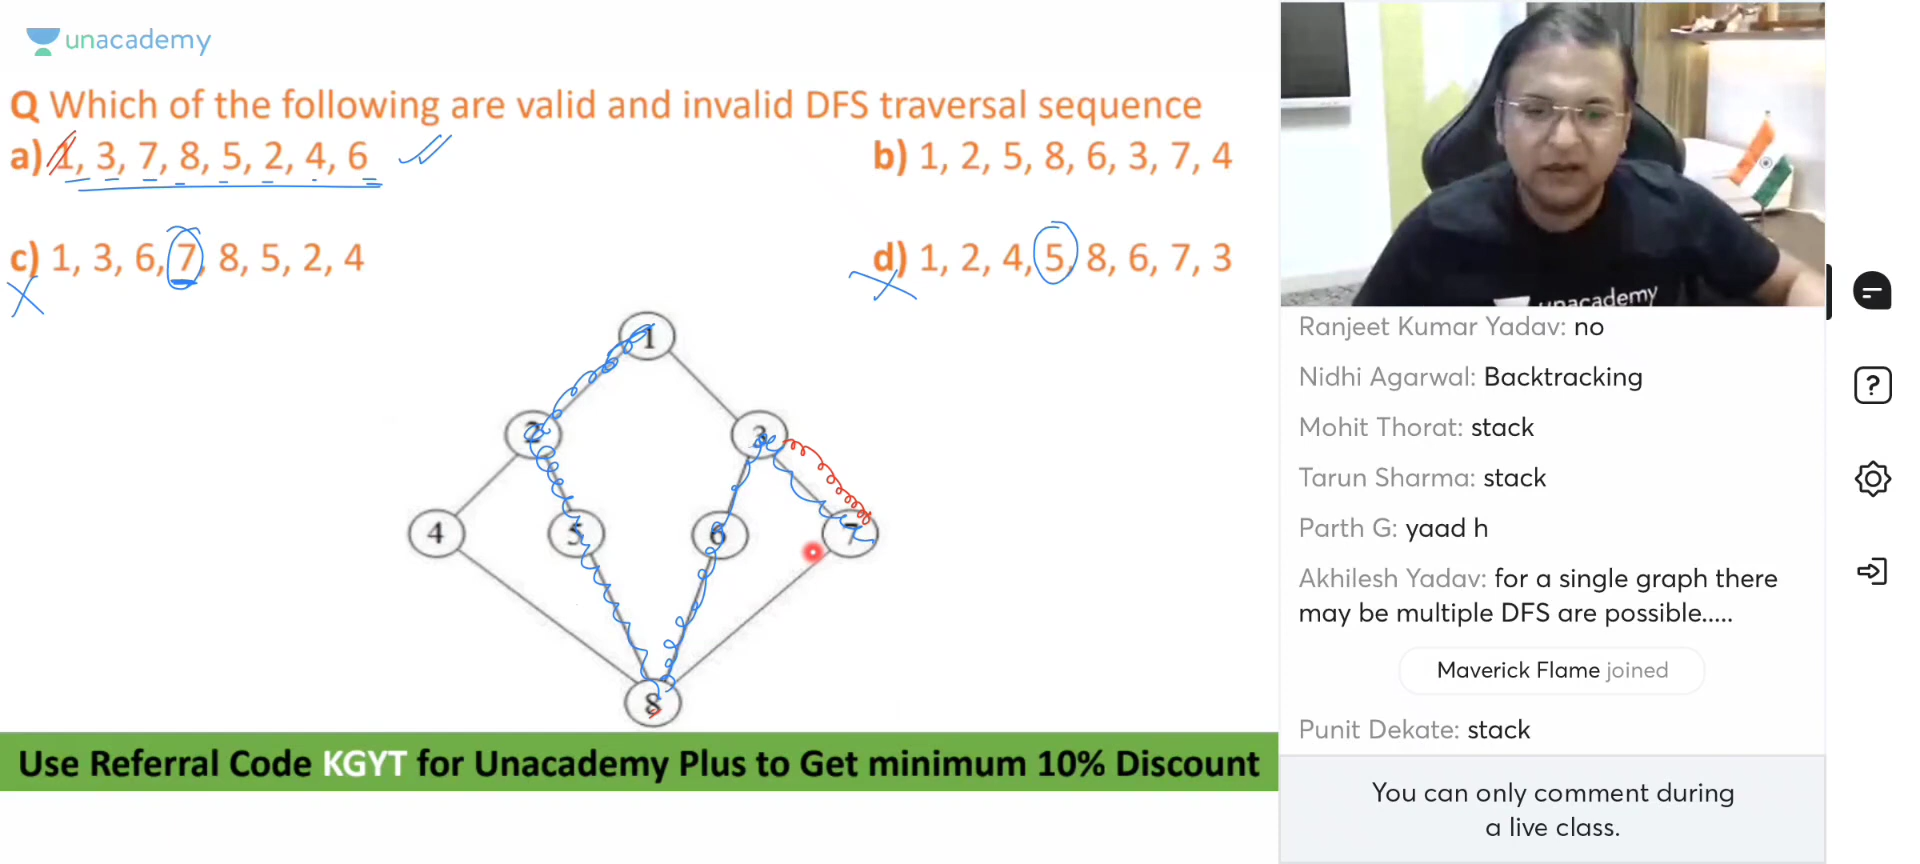 unacademy
Q Which of the following are valid and invalid DFS traversal sequence
a) 1, 3, 7, 8, 5, 2, 4, 6
b) 1, 2, 5, 8, 6, 3, 7, 4
c) 1, 3, 6, 7, 8, 5, 2, 4
d) 1, 2, 4, 5, 8, 6, 7, 3
1
2
3
4
5
6
7
8
Use Referral Code KGYT for Unacademy Plus to Get minimum 10% Discount
unacademy
Ranjeet Kumar Yadav: no
Nidhi Agarwal: Backtracking
Mohit Thorat: stack
Tarun Sharma: stack
Parth G: yaad h
Akhilesh Yadav: for a single graph there
may be multiple DFS are possible.....
Maverick Flame joined
Punit Dekate: stack
You can only comment during
a live class.
?